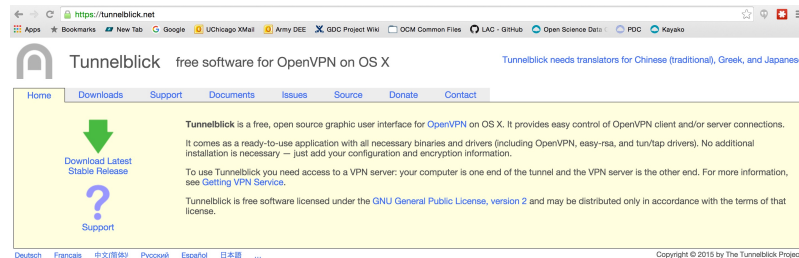 https://tunnelblick.net
Apps Bookmarks New Tab Google UChicago XMail Army DEE GDC Project Wiki OCM Common Files LAC - GitHub Open Science Data PDC Kayako
Tunnelblick free software for OpenVPN on OS X
Tunnelblick needs translators for Chinese (traditional), Greek, and Japanese
Home Downloads Support Documents Issues Source Donate Contact
Download Latest
Stable Release
Support
Tunnelblick is a free, open source graphic user interface for OpenVPN on OS X. It provides easy control of OpenVPN client and/or server connections.
It comes as a ready-to-use application with all necessary binaries and drivers (including OpenVPN, easy-rsa, and tun/tap drivers). No additional
installation is necessary — just add your configuration and encryption information.
To use Tunnelblick you need access to a VPN server: your computer is one end of the tunnel and the VPN server is the other end. For more information,
see Getting VPN Service.
Tunnelblick is free software licensed under the GNU General Public License, version 2 and may be distributed only in accordance with the terms of that
license.
Deutsch Français 中文(简体) Русский Español 日本語 ...
Copyright © 2015 by The Tunnelblick Projec